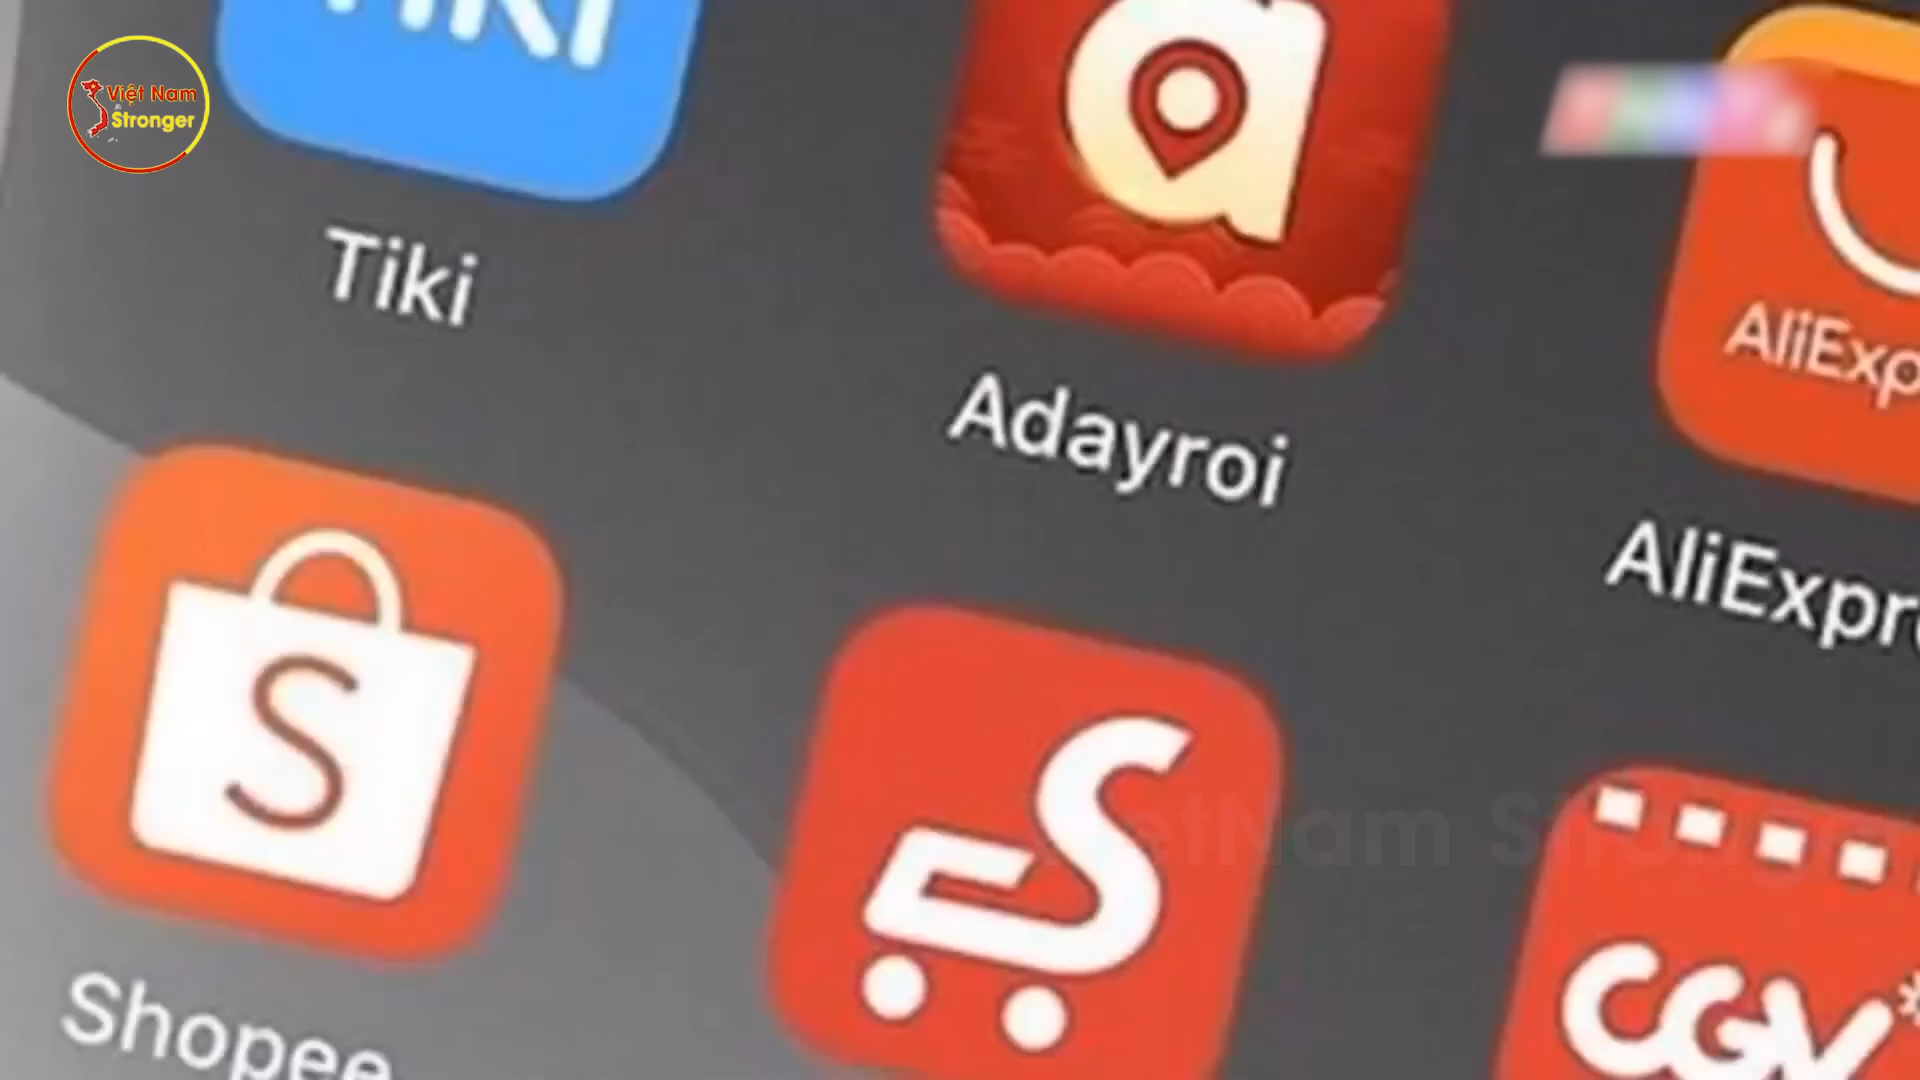 TIKI
Việt Nam
Stronger
Tiki
a
Adayroi
AliExp
AliExpr
S
Shopee
S
CGV